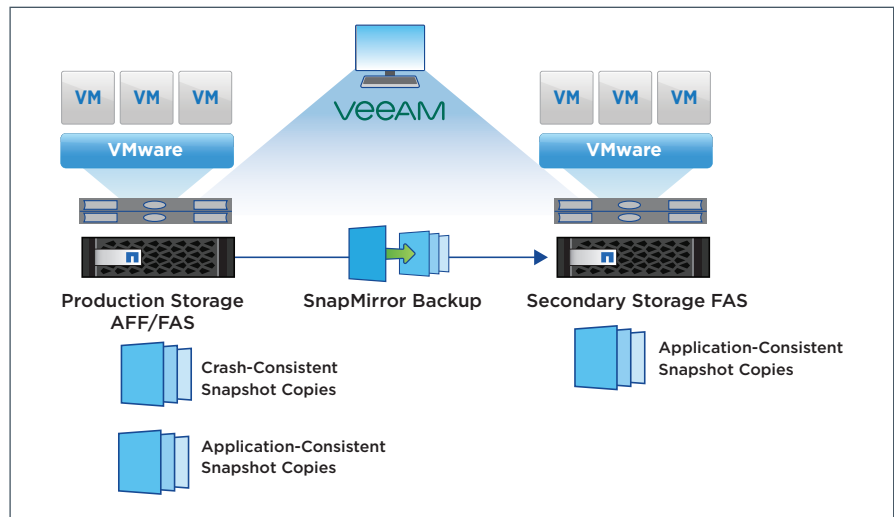 VM VM VM
VMware
veeAM
VM VM VM
VMware
Production Storage
AFF/FAS
SnapMirror Backup
Secondary Storage FAS
Crash-Consistent
Snapshot Copies
Application-Consistent
Snapshot Copies
Application-Consistent
Snapshot Copies